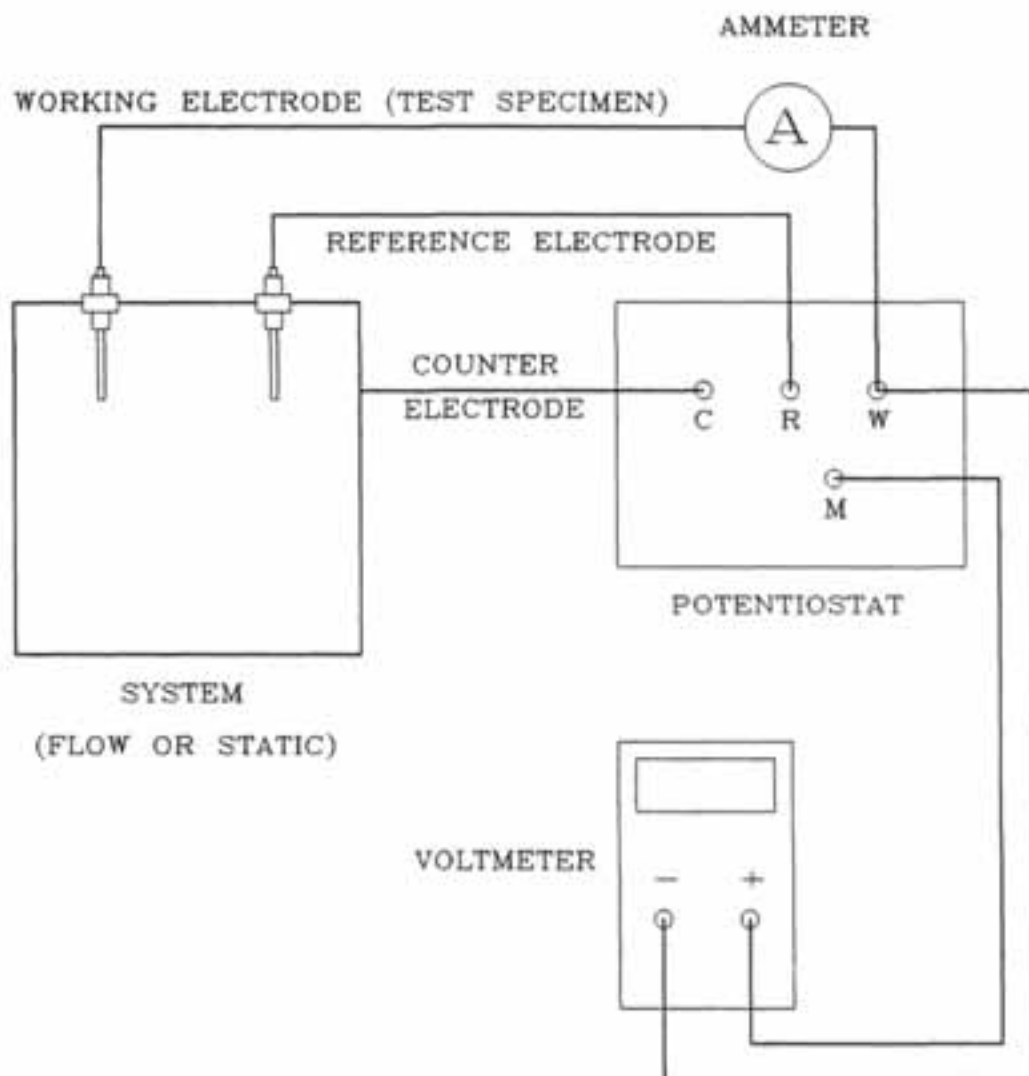 AMMETER
WORKING ELECTRODE (TEST SPECIMEN)
A
REFERENCE ELECTRODE
COUNTER
ELECTRODE
C
R
W
M
POTENTIOSTAT
SYSTEM
(FLOW OR STATIC)
VOLTMETER
- +